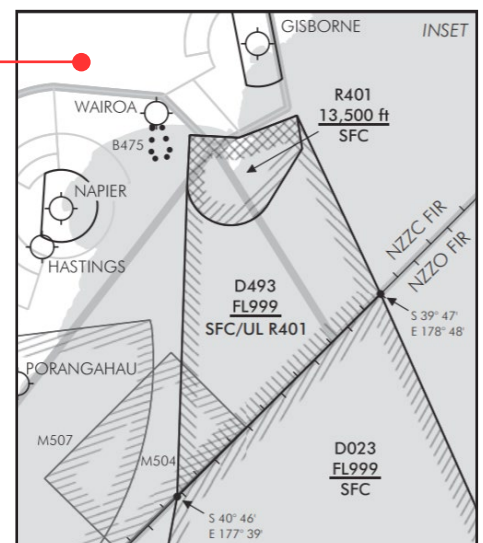 GISBORNE
INSET
R401
13,500 ft
SFC
WAIROA
B475
NAPIER
HASTINGS
NZZC FIR
NZZO FIR
D493
FL999
SFC/UL R401
S 39° 47'
E 178° 48'
PORANGAHAU
M507
M504
D023
FL999
SFC
S 40° 46'
E 177° 39'